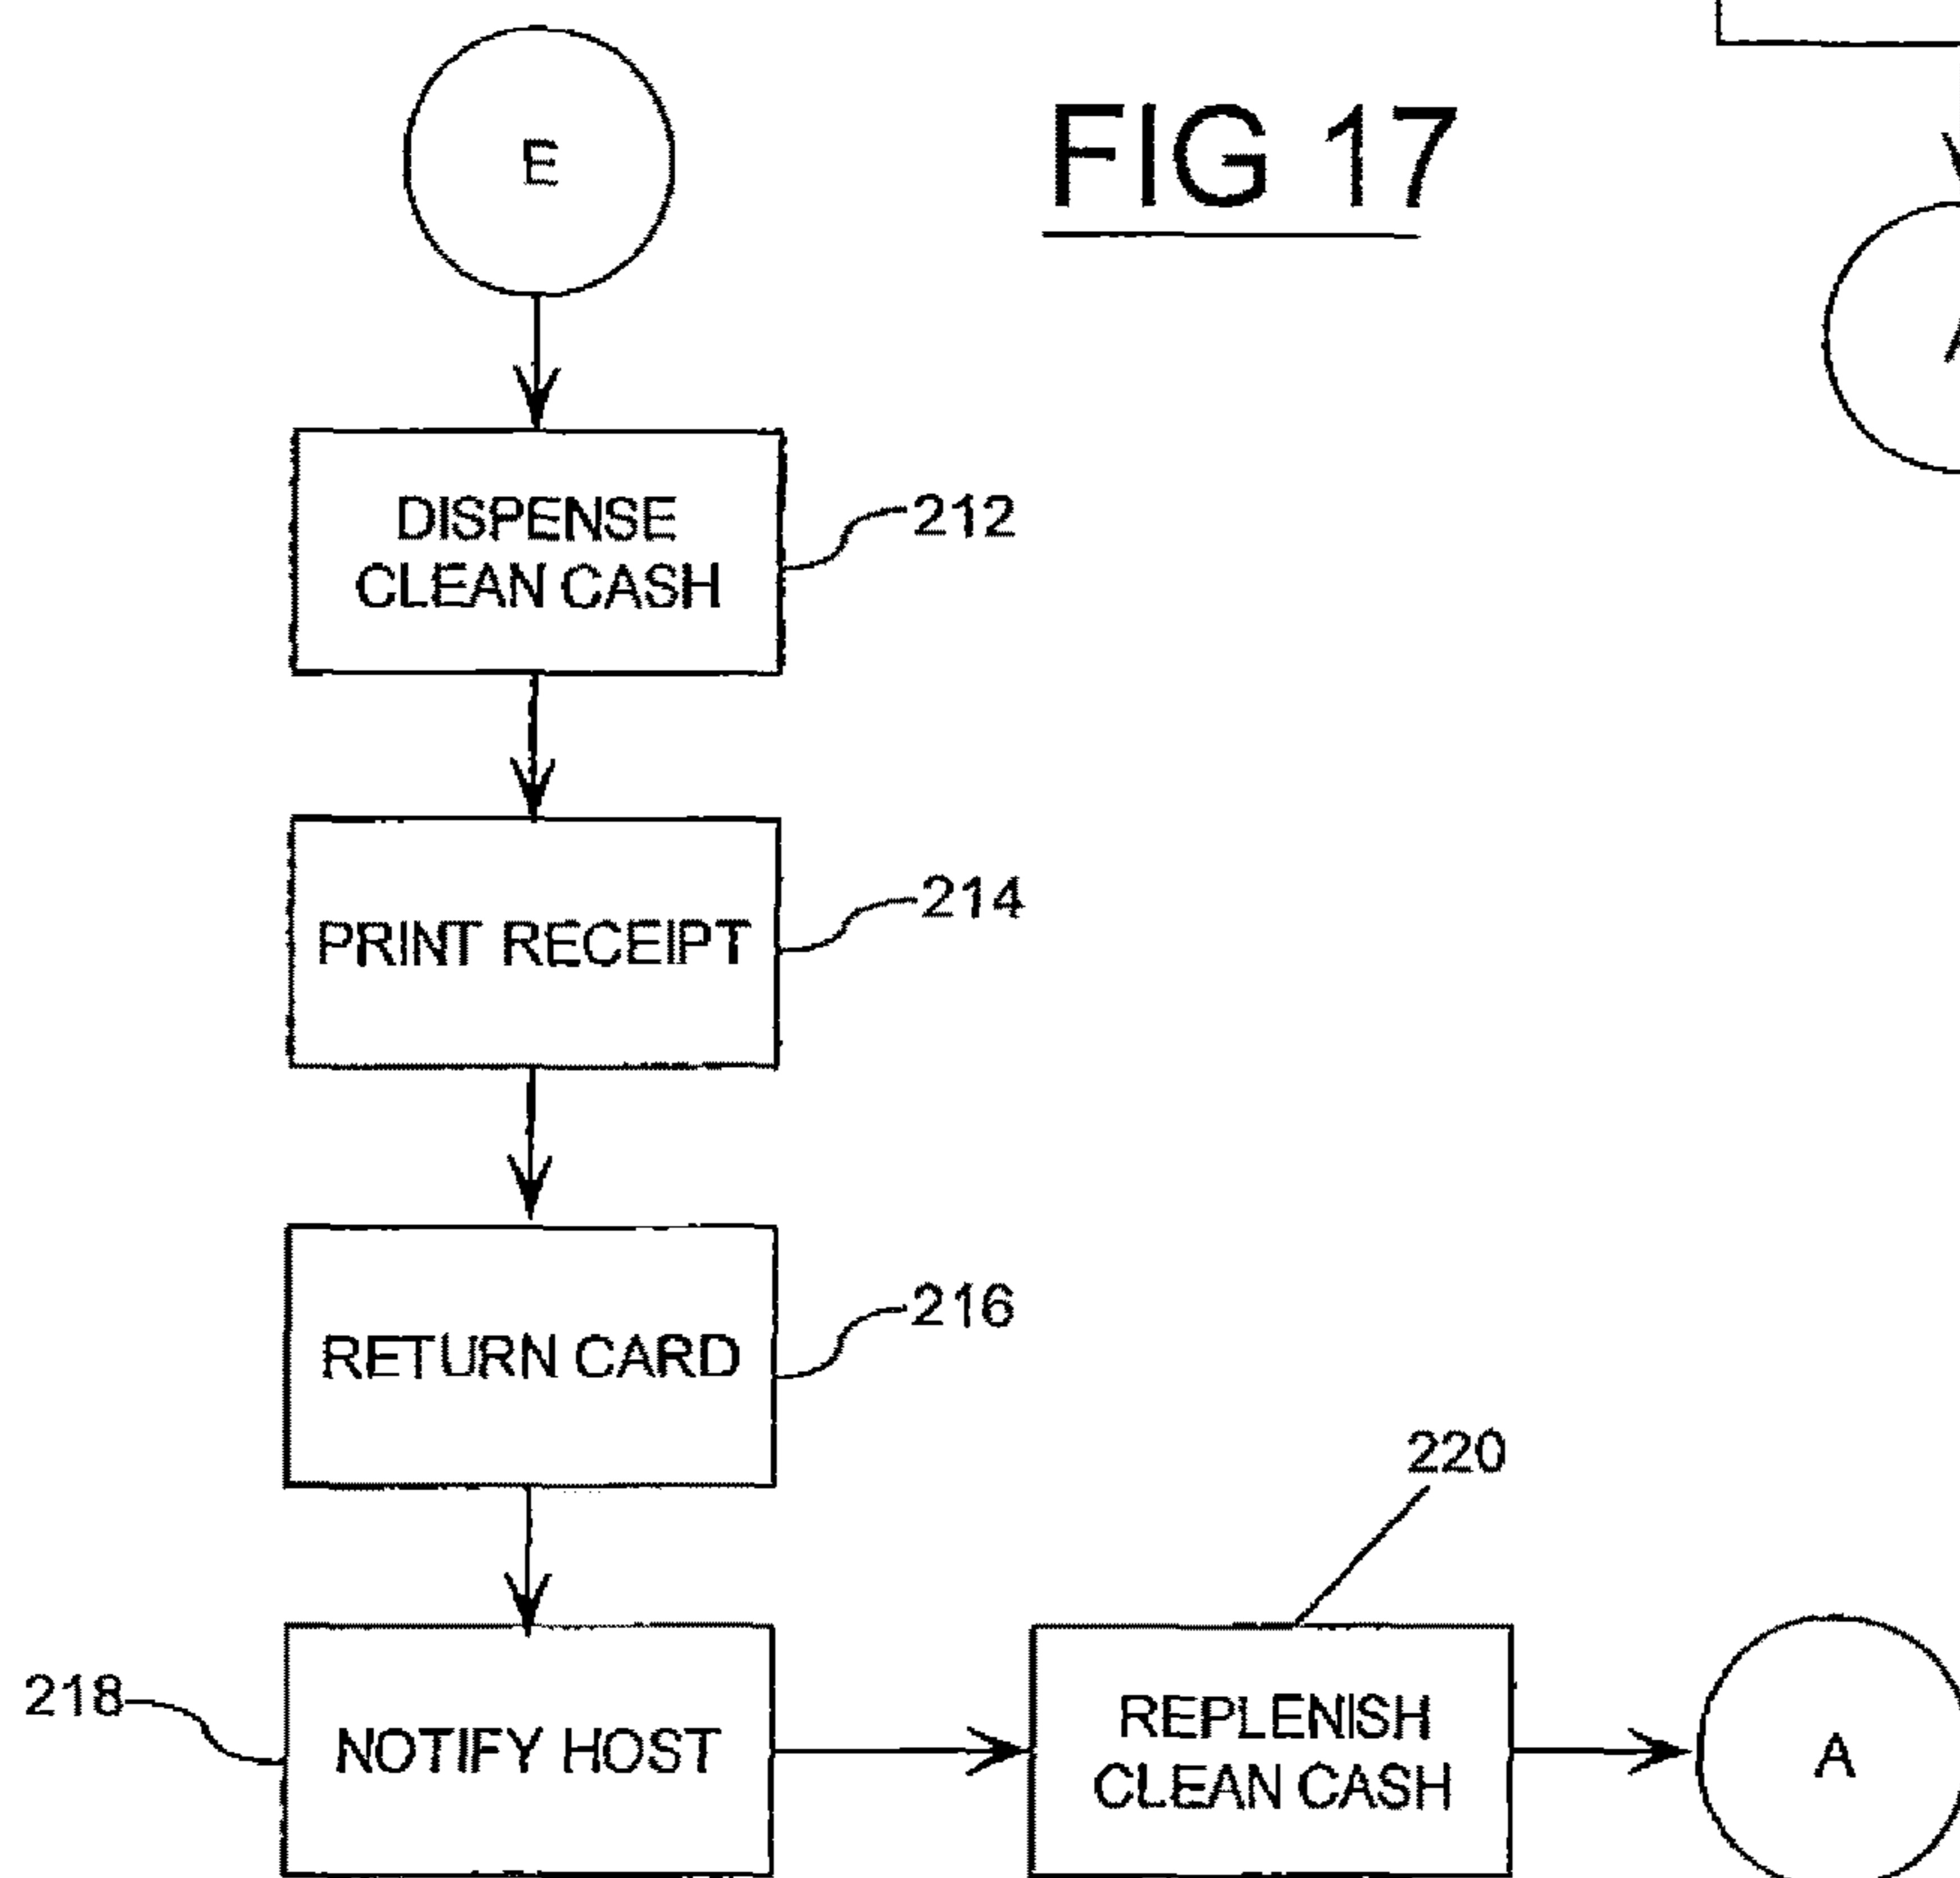 E
FIG 17
DISPENSE
CLEAN CASH
212
PRINT RECEIPT
214
RETURN CARD
216
220
218
NOTIFY HOST
REPLENISH
CLEAN CASH
A